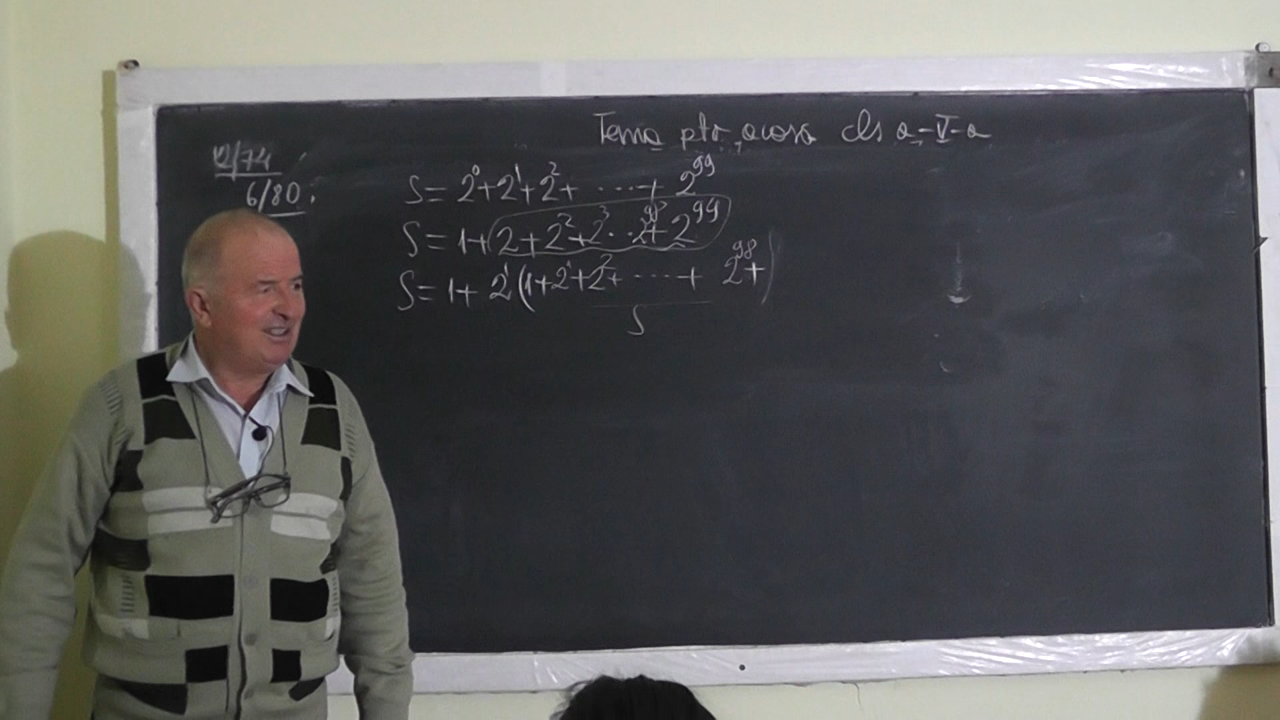 Tema ptr. acasa cls a-V-a
12/74
6/80.
S = 2⁰+2¹+2²+ ····+ 2⁹⁹
S = 1+(2+2²+2³··2⁹⁸+2⁹⁹)
S = 1+ 2¹(1+2¹+2²+ ····+ 2⁹⁸+)
S